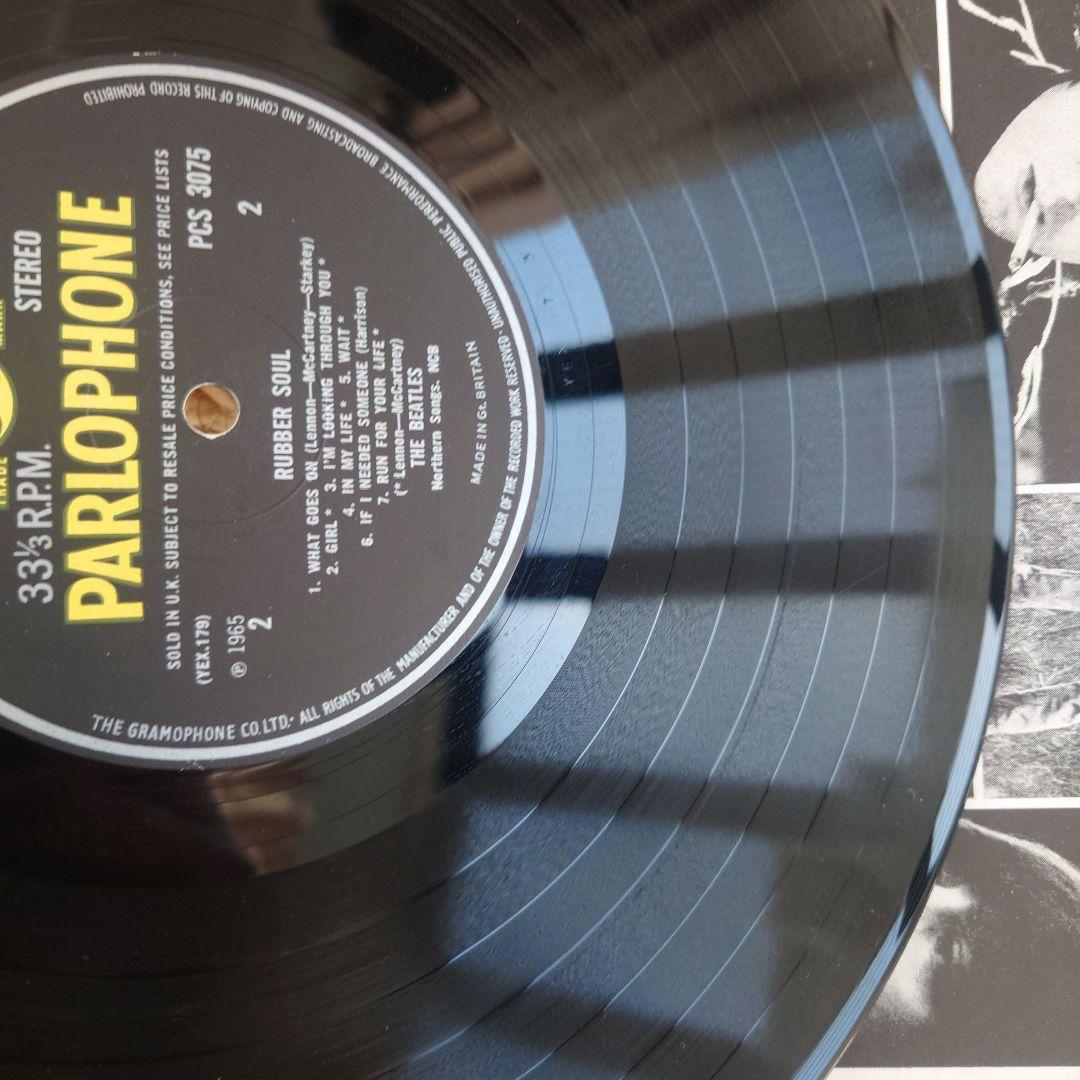 THE GRAMOPHONE CO. LTD. · ALL RIGHTS OF THE MANUFACTURER AND OF THE OWNER OF THE RECORDED WORK RESERVED · UNAUTHORISED PUBLIC PERFORMANCE BROADCASTING AND COPYING OF THIS RECORD PROHIBITED
TRADE MARK
33⅓ R.P.M. STEREO
PARLOPHONE
SOLD IN U.K. SUBJECT TO RESALE PRICE CONDITIONS, SEE PRICE LISTS
(YEX.179) PCS 3075
℗ 1965
2 2
RUBBER SOUL
1. WHAT GOES ON (Lennon—McCartney—Starkey)
2. GIRL * 3. I'M LOOKING THROUGH YOU *
4. IN MY LIFE * 5. WAIT *
6. IF I NEEDED SOMEONE (Harrison)
7. RUN FOR YOUR LIFE *
(* Lennon—McCartney)
THE BEATLES
Northern Songs. NCB
MADE IN Gt. BRITAIN
YE